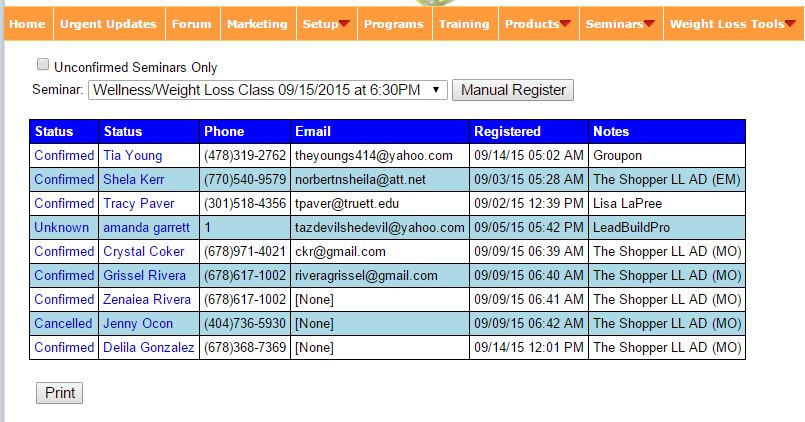 Home Urgent Updates Forum Marketing Setup Programs Training Products Seminars Weight Loss Tools
Unconfirmed Seminars Only
Seminar: Wellness/Weight Loss Class 09/15/2015 at 6:30PM Manual Register
Status Status Phone Email Registered Notes
Confirmed Tia Young (478)319-2762 theyoungs414@yahoo.com 09/14/15 05:02 AM Groupon
Confirmed Shela Kerr (770)540-9579 norbertnsheila@att.net 09/03/15 05:28 AM The Shopper LL AD (EM)
Confirmed Tracy Paver (301)518-4356 tpaver@truett.edu 09/02/15 12:39 PM Lisa LaPree
Unknown amanda garrett 1 tazdevilshedevil@yahoo.com 09/05/15 05:42 PM LeadBuildPro
Confirmed Crystal Coker (678)971-4021 ckr@gmail.com 09/09/15 06:39 AM The Shopper LL AD (MO)
Confirmed Grissel Rivera (678)617-1002 riveragrissel@gmail.com 09/09/15 06:40 AM The Shopper LL AD (MO)
Confirmed Zenaiea Rivera (678)617-1002 [None] 09/09/15 06:41 AM The Shopper LL AD (MO)
Cancelled Jenny Ocon (404)736-5930 [None] 09/09/15 06:42 AM The Shopper LL AD (MO)
Confirmed Delila Gonzalez (678)368-7369 [None] 09/14/15 12:01 PM The Shopper LL AD (MO)
Print